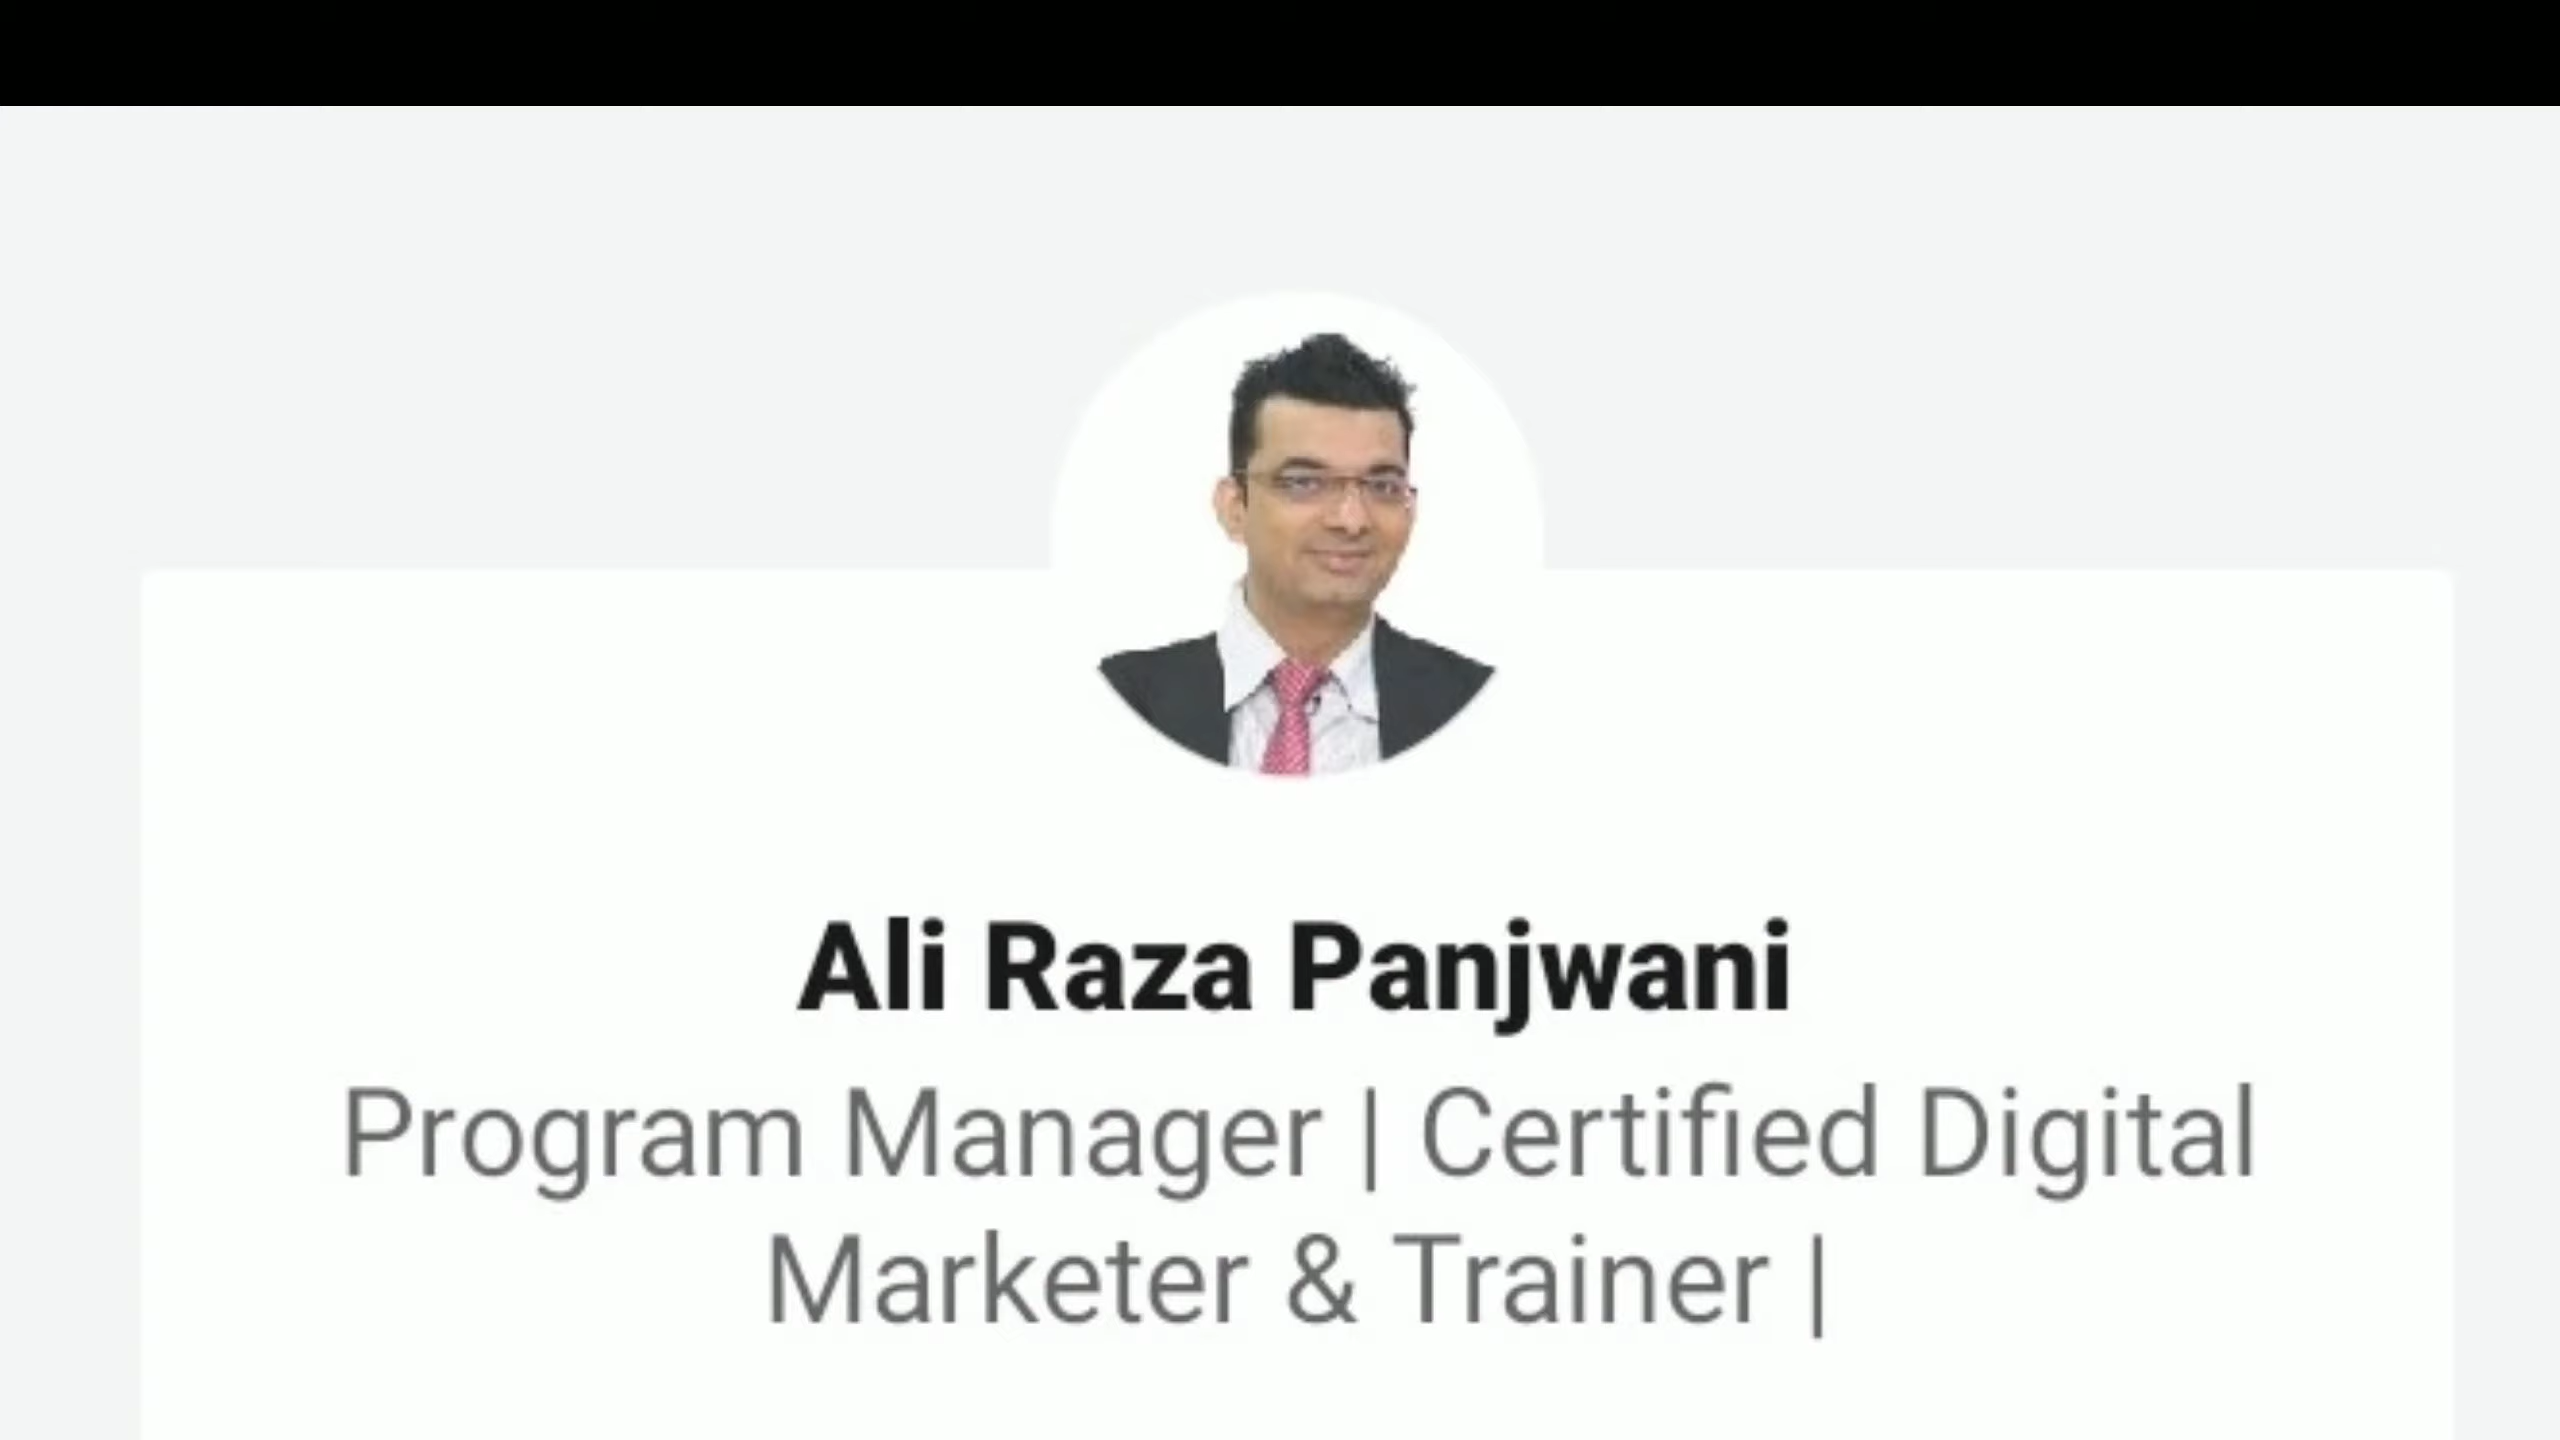 Ali Raza Panjwani
Program Manager | Certified Digital
Marketer & Trainer |